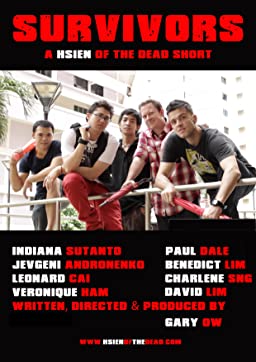 SURVIVORS
A HSIEN OF THE DEAD SHORT
INDIANA SUTANTO
JEVGENI ANDRONENKO
LEONARD CAI
VERONIQUE HAM
PAUL DALE
BENEDICT LIM
CHARLENE SNG
DAVID LIM
WRITTEN, DIRECTED & PRODUCED BY
GARY OW
WWW.HSIENOFTHEDEAD.COM